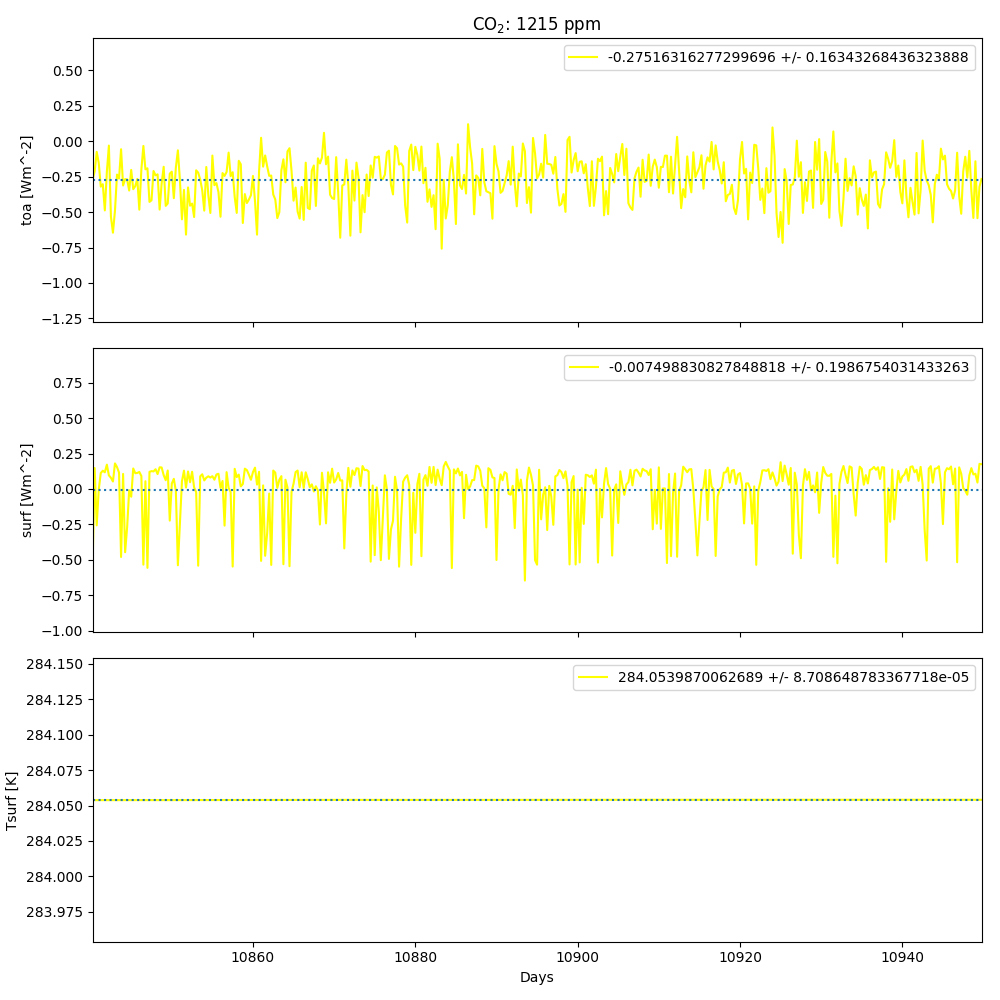 CO2: 1215 ppm
-0.27516316277299696 +/- 0.16343268436323888
0.50
0.25
0.00
−0.25
−0.50
−0.75
−1.00
−1.25
toa [Wm^-2]
-0.0074988308278488​18 +/- 0.1986754031433263
0.75
0.50
0.25
0.00
−0.25
−0.50
−0.75
−1.00
surf [Wm^-2]
284.0539870062689 +/- 8.708648783367718e-05
284.150
284.125
284.100
284.075
284.050
284.025
284.000
283.975
Tsurf [K]
10860 10880 10900 10920 10940
Days